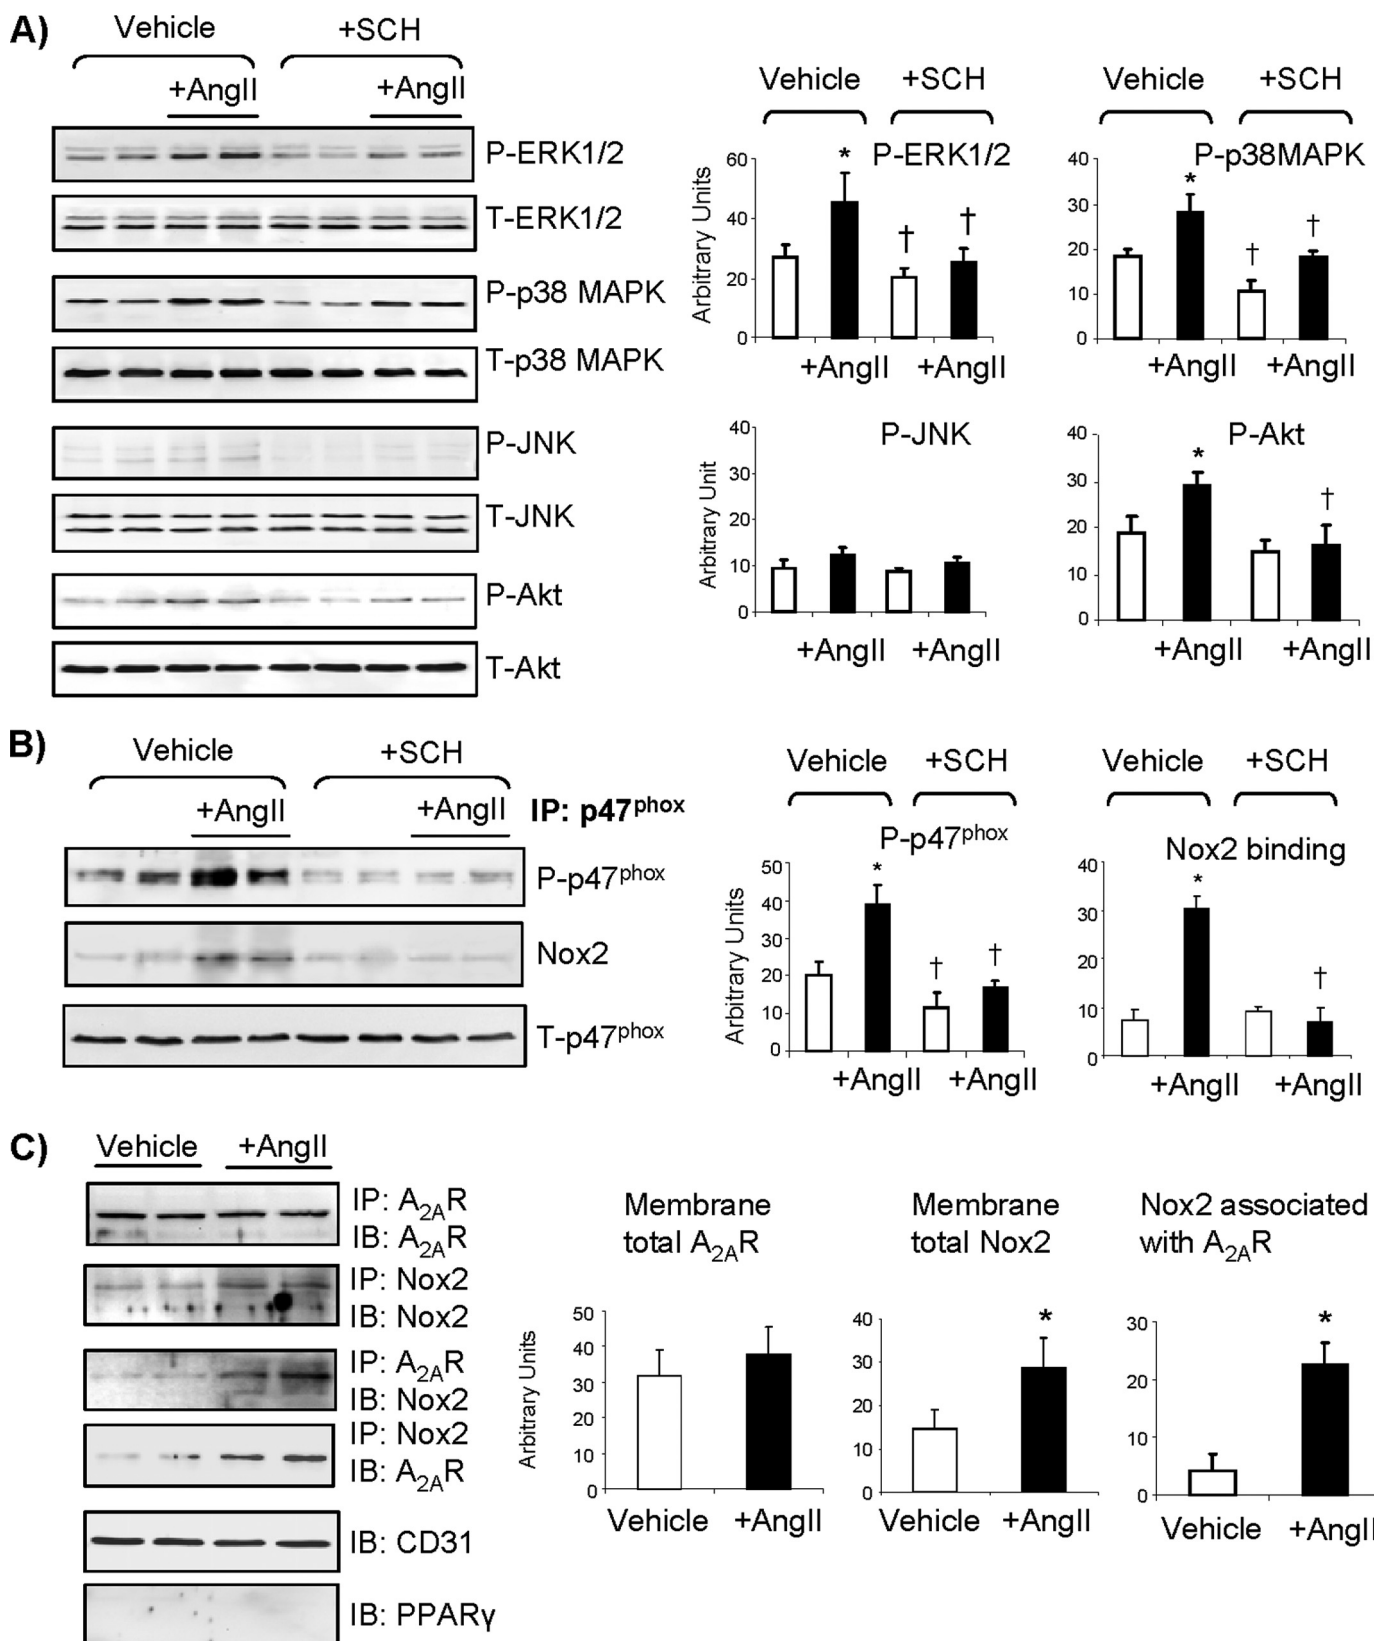 A)
Vehicle +SCH
+AngII +AngII
P-ERK1/2
T-ERK1/2
P-p38 MAPK
T-p38 MAPK
P-JNK
T-JNK
P-Akt
T-Akt
Vehicle +SCH
P-ERK1/2
Arbitrary Units
60
40
20
0
*
†
†
+AngII +AngII
Vehicle +SCH
P-p38MAPK
40
30
20
10
0
*
†
†
+AngII +AngII
P-JNK
Arbitrary Unit
40
30
20
10
0
+AngII +AngII
P-Akt
40
30
20
10
0
*
†
+AngII +AngII
B)
Vehicle +SCH
+AngII +AngII
IP: p47phox
P-p47phox
Nox2
T-p47phox
Vehicle +SCH
P-p47phox
Arbitrary Units
50
40
30
20
10
0
*
†
†
+AngII +AngII
Vehicle +SCH
Nox2 binding
40
30
20
10
0
*
†
+AngII +AngII
C)
Vehicle +AngII
IP: A2AR
IB: A2AR
IP: Nox2
IB: Nox2
IP: A2AR
IB: Nox2
IP: Nox2
IB: A2AR
IB: CD31
IB: PPARγ
Membrane
total A2AR
Arbitrary Units
50
40
30
20
10
0
Vehicle +AngII
Membrane
total Nox2
40
30
20
10
0
*
Vehicle +AngII
Nox2 associated
with A2AR
30
20
10
0
*
Vehicle +AngII